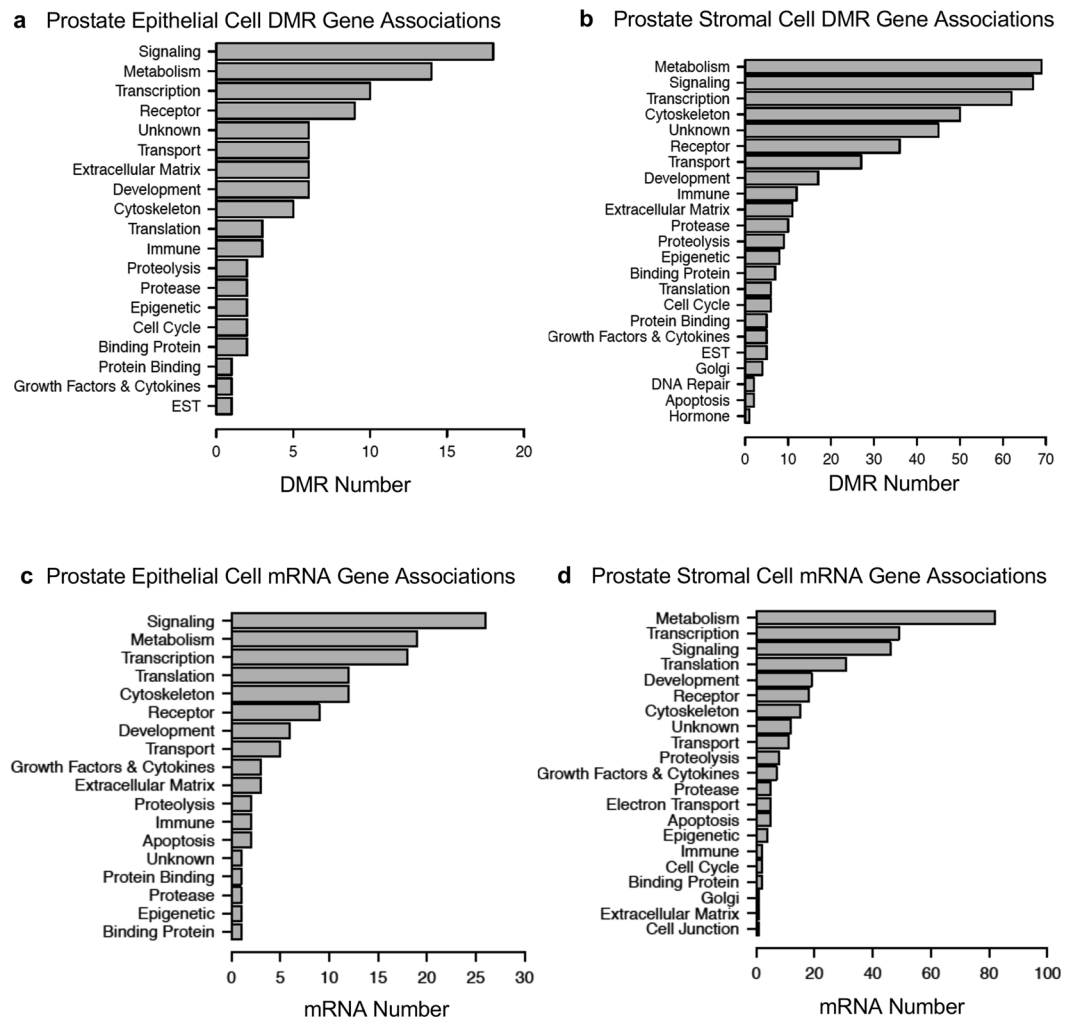 a Prostate Epithelial Cell DMR Gene Associations
Signaling
Metabolism
Transcription
Receptor
Unknown
Transport
Extracellular Matrix
Development
Cytoskeleton
Translation
Immune
Proteolysis
Protease
Epigenetic
Cell Cycle
Binding Protein
Protein Binding
Growth Factors & Cytokines
EST
0 5 10 15 20
DMR Number
b Prostate Stromal Cell DMR Gene Associations
Metabolism
Signaling
Transcription
Cytoskeleton
Unknown
Receptor
Transport
Development
Immune
Extracellular Matrix
Protease
Proteolysis
Epigenetic
Binding Protein
Translation
Cell Cycle
Protein Binding
Growth Factors & Cytokines
EST
Golgi
DNA Repair
Apoptosis
Hormone
0 10 20 30 40 50 60 70
DMR Number
c Prostate Epithelial Cell mRNA Gene Associations
Signaling
Metabolism
Transcription
Translation
Cytoskeleton
Receptor
Development
Transport
Growth Factors & Cytokines
Extracellular Matrix
Proteolysis
Immune
Apoptosis
Unknown
Protein Binding
Protease
Epigenetic
Binding Protein
0 5 10 15 20 25 30
mRNA Number
d Prostate Stromal Cell mRNA Gene Associations
Metabolism
Transcription
Signaling
Translation
Development
Receptor
Cytoskeleton
Unknown
Transport
Proteolysis
Growth Factors & Cytokines
Protease
Electron Transport
Apoptosis
Epigenetic
Immune
Cell Cycle
Binding Protein
Golgi
Extracellular Matrix
Cell Junction
0 20 40 60 80 100
mRNA Number